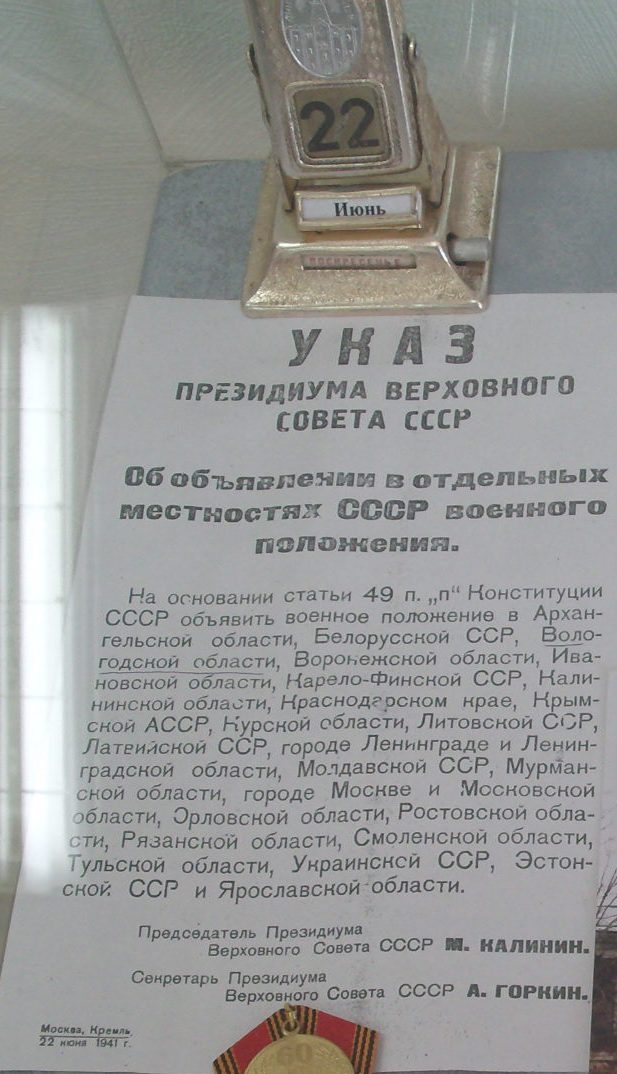 22
Июнь
ВОСКРЕСЕНЬЕ
УКАЗ
ПРЕЗИДИУМА ВЕРХОВНОГО
СОВЕТА СССР
Об объявлении в отдельных
местностях СССР военного
положения.
На основании статьи 49 п. „п“ Конституции
СССР объявить военное положение в Архан-
гельской области, Белорусской ССР, Воло-
годской области, Воронежской области, Ива-
новской области, Карело-Финской ССР, Кали-
нинской области, Краснодарском крае, Крым-
ской АССР, Курской области, Литовской ССР,
Латвийской ССР, городе Ленинграде и Ленин-
градской области, Молдавской ССР, Мурман-
ской области, городе Москве и Московской
области, Орловской области, Ростовской обла-
сти, Рязанской области, Смоленской области,
Тульской области, Украинской ССР, Эстон-
ской ССР и Ярославской области.
Председатель Президиума
Верховного Совета СССР М. КАЛИНИН.
Секретарь Президиума
Верховного Совета СССР А. ГОРКИН.
Москва, Кремль,
22 июня 1941 г.
60